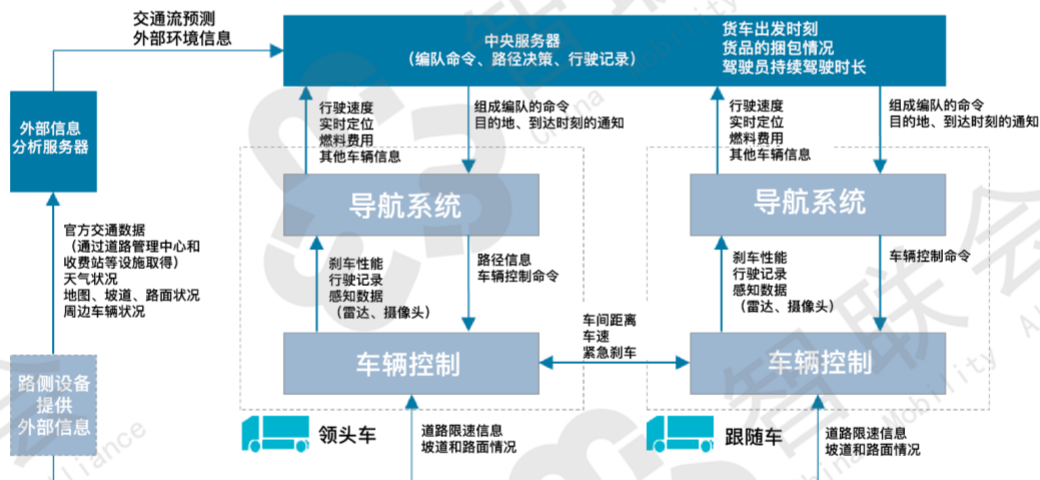 交通流预测
外部环境信息
中央服务器
（编队命令、路径决策、行驶记录）
货车出发时刻
货品的捆包情况
驾驶员持续驾驶时长
外部信息
分析服务器
行驶速度
实时定位
燃料费用
其他车辆信息
组成编队的命令
目的地、到达时刻的通知
行驶速度
实时定位
燃料费用
其他车辆信息
组成编队的命令
目的地、到达时刻的通知
导航系统
导航系统
官方交通数据
（通过道路管理中心和
收费站等设施取得）
天气状况
地图、坡道、路面状况
周边车辆状况
刹车性能
行驶记录
感知数据
（雷达、摄像头）
路径信息
车辆控制命令
刹车性能
行驶记录
感知数据
（雷达、摄像头）
车辆控制命令
车间距离
车速
紧急刹车
车辆控制
车辆控制
路侧设备
提供
外部信息
领头车
道路限速信息
坡道和路面情况
跟随车
道路限速信息
坡道和路面情况
智联会
China Mobility